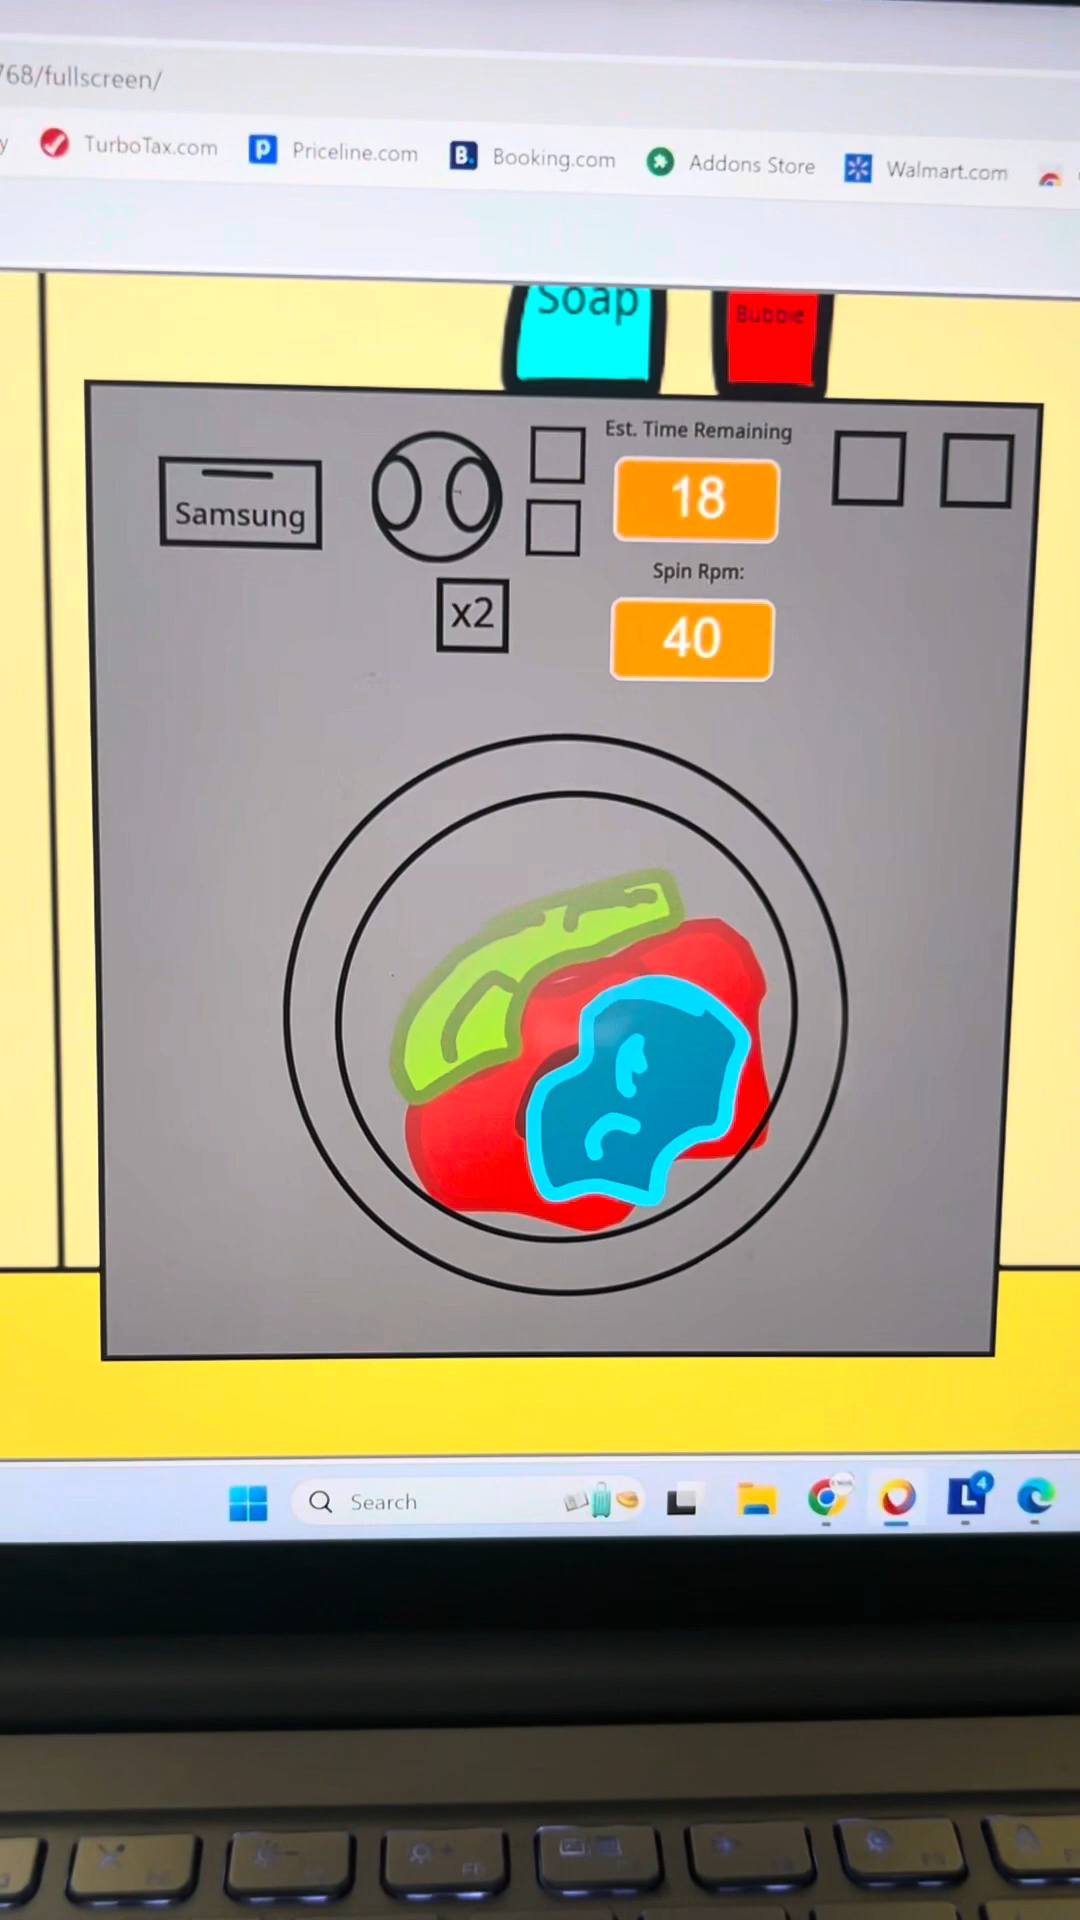 768/fullscreen/
y TurboTax.com Priceline.com Booking.com Addons Store Walmart.com
Soap
Bubble
Est. Time Remaining
18
Samsung
Spin Rpm:
x2
40
Search
4